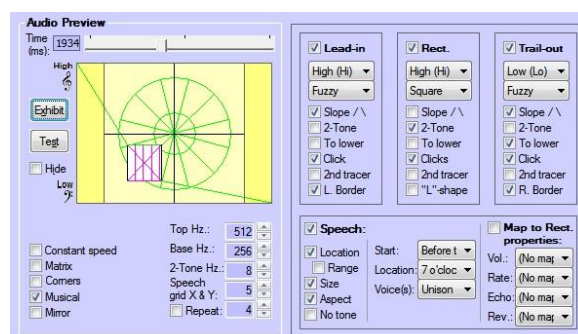 Audio Preview
Time (ms): 1934
High
Exhibit
Test
Hide
Low
Constant speed
Matrix
Corners
Musical
Mirror
Top Hz.: 512
Base Hz.: 256
2-Tone Hz.: 8
Speech grid X & Y: 5
Repeat: 4
Lead-in
High (Hi)
Fuzzy
Slope / \
2-Tone
To lower
Click
2nd tracer
L. Border
Rect.
High (Hi)
Square
Slope / \
2-Tone
To lower
Clicks
2nd tracer
"L"-shape
Trail-out
Low (Lo)
Fuzzy
Slope / \
2-Tone
To lower
Click
2nd tracer
R. Border
Speech:
Location
Range
Size
Aspect
No tone
Start: Before t
Location: 7 o'cloc
Voice(s): Unison
Map to Rect. properties:
Vol.: (No map
Rate: (No map
Echo: (No map
Rev.: (No map